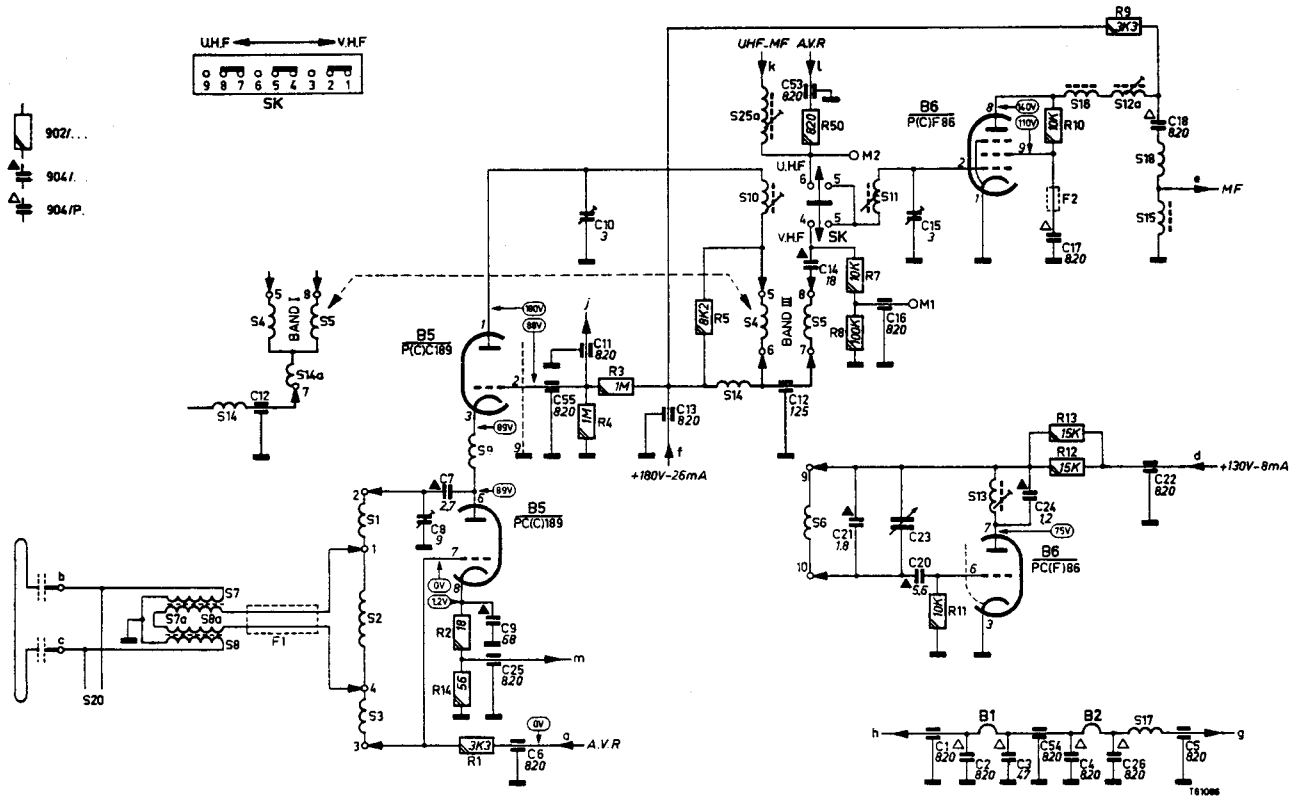 U.H.F V.H.F
9 8 7 6 5 4 3 2 1
SK
902/...
904/...
904/P.
R9
3K3
UHF-MF A.V.R
k l
C53
820
S25a
820 R50
M2
U.H.F
6 5
4 5
V.H.F SK
S10
S11
C10
3
C15
3
B6
P(C)F86
8 140V
110V
9
2
1
10K R10
S16 S12a
F2
C17
820
C18
820
S18
e MF
S15
C14
18
10K R7
R8 100K
C16
820
M1
5 8
S4 S5
BAND I
S14a
7
C12
S14
180V
88V
1
B5
P(C)C189
2
3
89V
S9
9
j
C11
820
C55
820
R3
1M
1M R4
8K2 R5
5 8
S4 BAND III S5
6 7
S14
C12
125
C13
820
f
+180V-26mA
C7
2,7
2
C8
9
6 89V
B5
PC(C)189
7
8
0V
1,2V
S1
1
S2
4
S3
3
b
c
S7
S7a S8a
S8
F1
S20
R2 18
C9
68
C25
820
m
R14 56
R1
3K3
C6
820
0V
a A.V.R
R13
15K
R12
15K
d +130V-8mA
C22
820
9
S6
10
C21
1.8
C23
S13
C24
1,2
7
75V
B6
PC(F)86
6
3
C20
5,6
10K R11
h
B1 B2 S17
g
C1
820
C2
820
C3
47
C54
820
C4
820
C26
820
C5
820
T61086